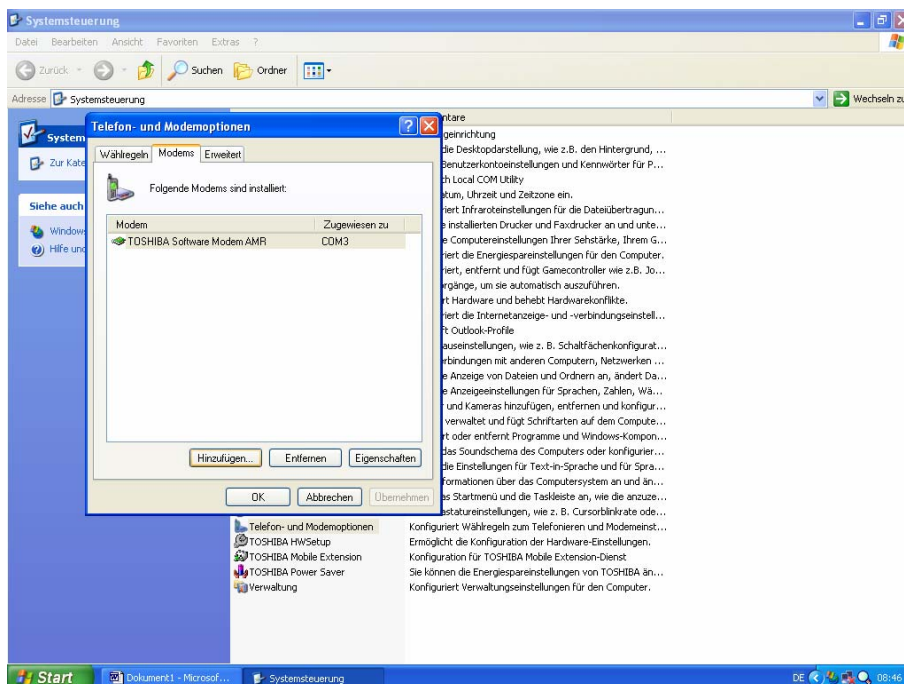 Systemsteuerung
Datei Bearbeiten Ansicht Favoriten Extras ?
Zurück Suchen Ordner
Adresse Systemsteuerung Wechseln zu
Telefon- und Modemoptionen
Wählregeln Modems Erweitert
Folgende Modems sind installiert:
Modem Zugewiesen zu
TOSHIBA Software Modem AMR COM3
Hinzufügen... Entfernen Eigenschaften
OK Abbrechen Übernehmen
System
Zur Kate
Siehe auch
Window
Hilfe und
ntare
geinrichtung
die Desktopdarstellung, wie z.B. den Hintergrund, ...
Benutzerkontoeinstellungen und Kennwörter für P...
h Local COM Utility
atum, Uhrzeit und Zeitzone ein.
riert Infraroteinstellungen für die Dateiübertragun...
e installierten Drucker und Faxdrucker an und unte...
e Computereinstellungen Ihrer Sehstärke, Ihrem G...
riert die Energiespareinstellungen für den Computer.
riert, entfernt und fügt Gamecontroller wie z.B. Jo...
rgänge, um sie automatisch auszuführen.
rt Hardware und behebt Hardwarekonflikte.
riert die Internetanzeige- und -verbindungseinstell...
ft Outlook-Profile
auseinstellungen, wie z. B. Schaltfächenkonfigurat...
rbindungen mit anderen Computern, Netzwerken ...
e Anzeige von Dateien und Ordnern an, ändert Da...
e Anzeigeeinstellungen für Sprachen, Zahlen, Wä...
und Kameras hinzufügen, entfernen und konfigur...
verwaltet und fügt Schriftarten auf dem Compute...
rt oder entfernt Programme und Windows-Kompon...
das Soundschema des Computers oder konfigurier...
die Einstellungen für Text-in-Sprache und für Spra...
formationen über das Computersystem an und än...
as Startmenü und die Taskleiste an, wie die anzuze...
astatureinstellungen, wie z. B. Cursorblinkrate ode...
Telefon- und Modemoptionen Konfiguriert Wählregeln zum Telefonieren und Modemeinst...
TOSHIBA HWSetup Ermöglicht die Konfiguration der Hardware-Einstellungen.
TOSHIBA Mobile Extension Konfiguration für TOSHIBA Mobile Extension-Dienst
TOSHIBA Power Saver Sie können die Energiespareinstellungen von TOSHIBA än...
Verwaltung Konfiguriert Verwaltungseinstellungen für den Computer.
Start Dokument1 - Microsof... Systemsteuerung DE 08:46